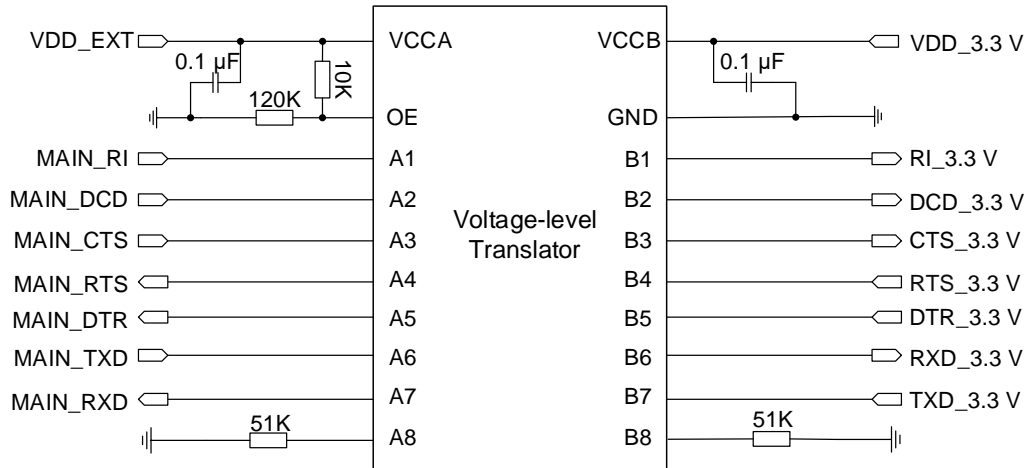 VDD_EXT VCCA VCCB VDD_3.3 V
0.1 µF 10K 0.1 µF
120K OE GND
MAIN_RI A1 B1 RI_3.3 V
MAIN_DCD A2 B2 DCD_3.3 V
Voltage-level
Translator
MAIN_CTS A3 B3 CTS_3.3 V
MAIN_RTS A4 B4 RTS_3.3 V
MAIN_DTR A5 B5 DTR_3.3 V
MAIN_TXD A6 B6 RXD_3.3 V
MAIN_RXD A7 B7 TXD_3.3 V
51K A8 B8 51K